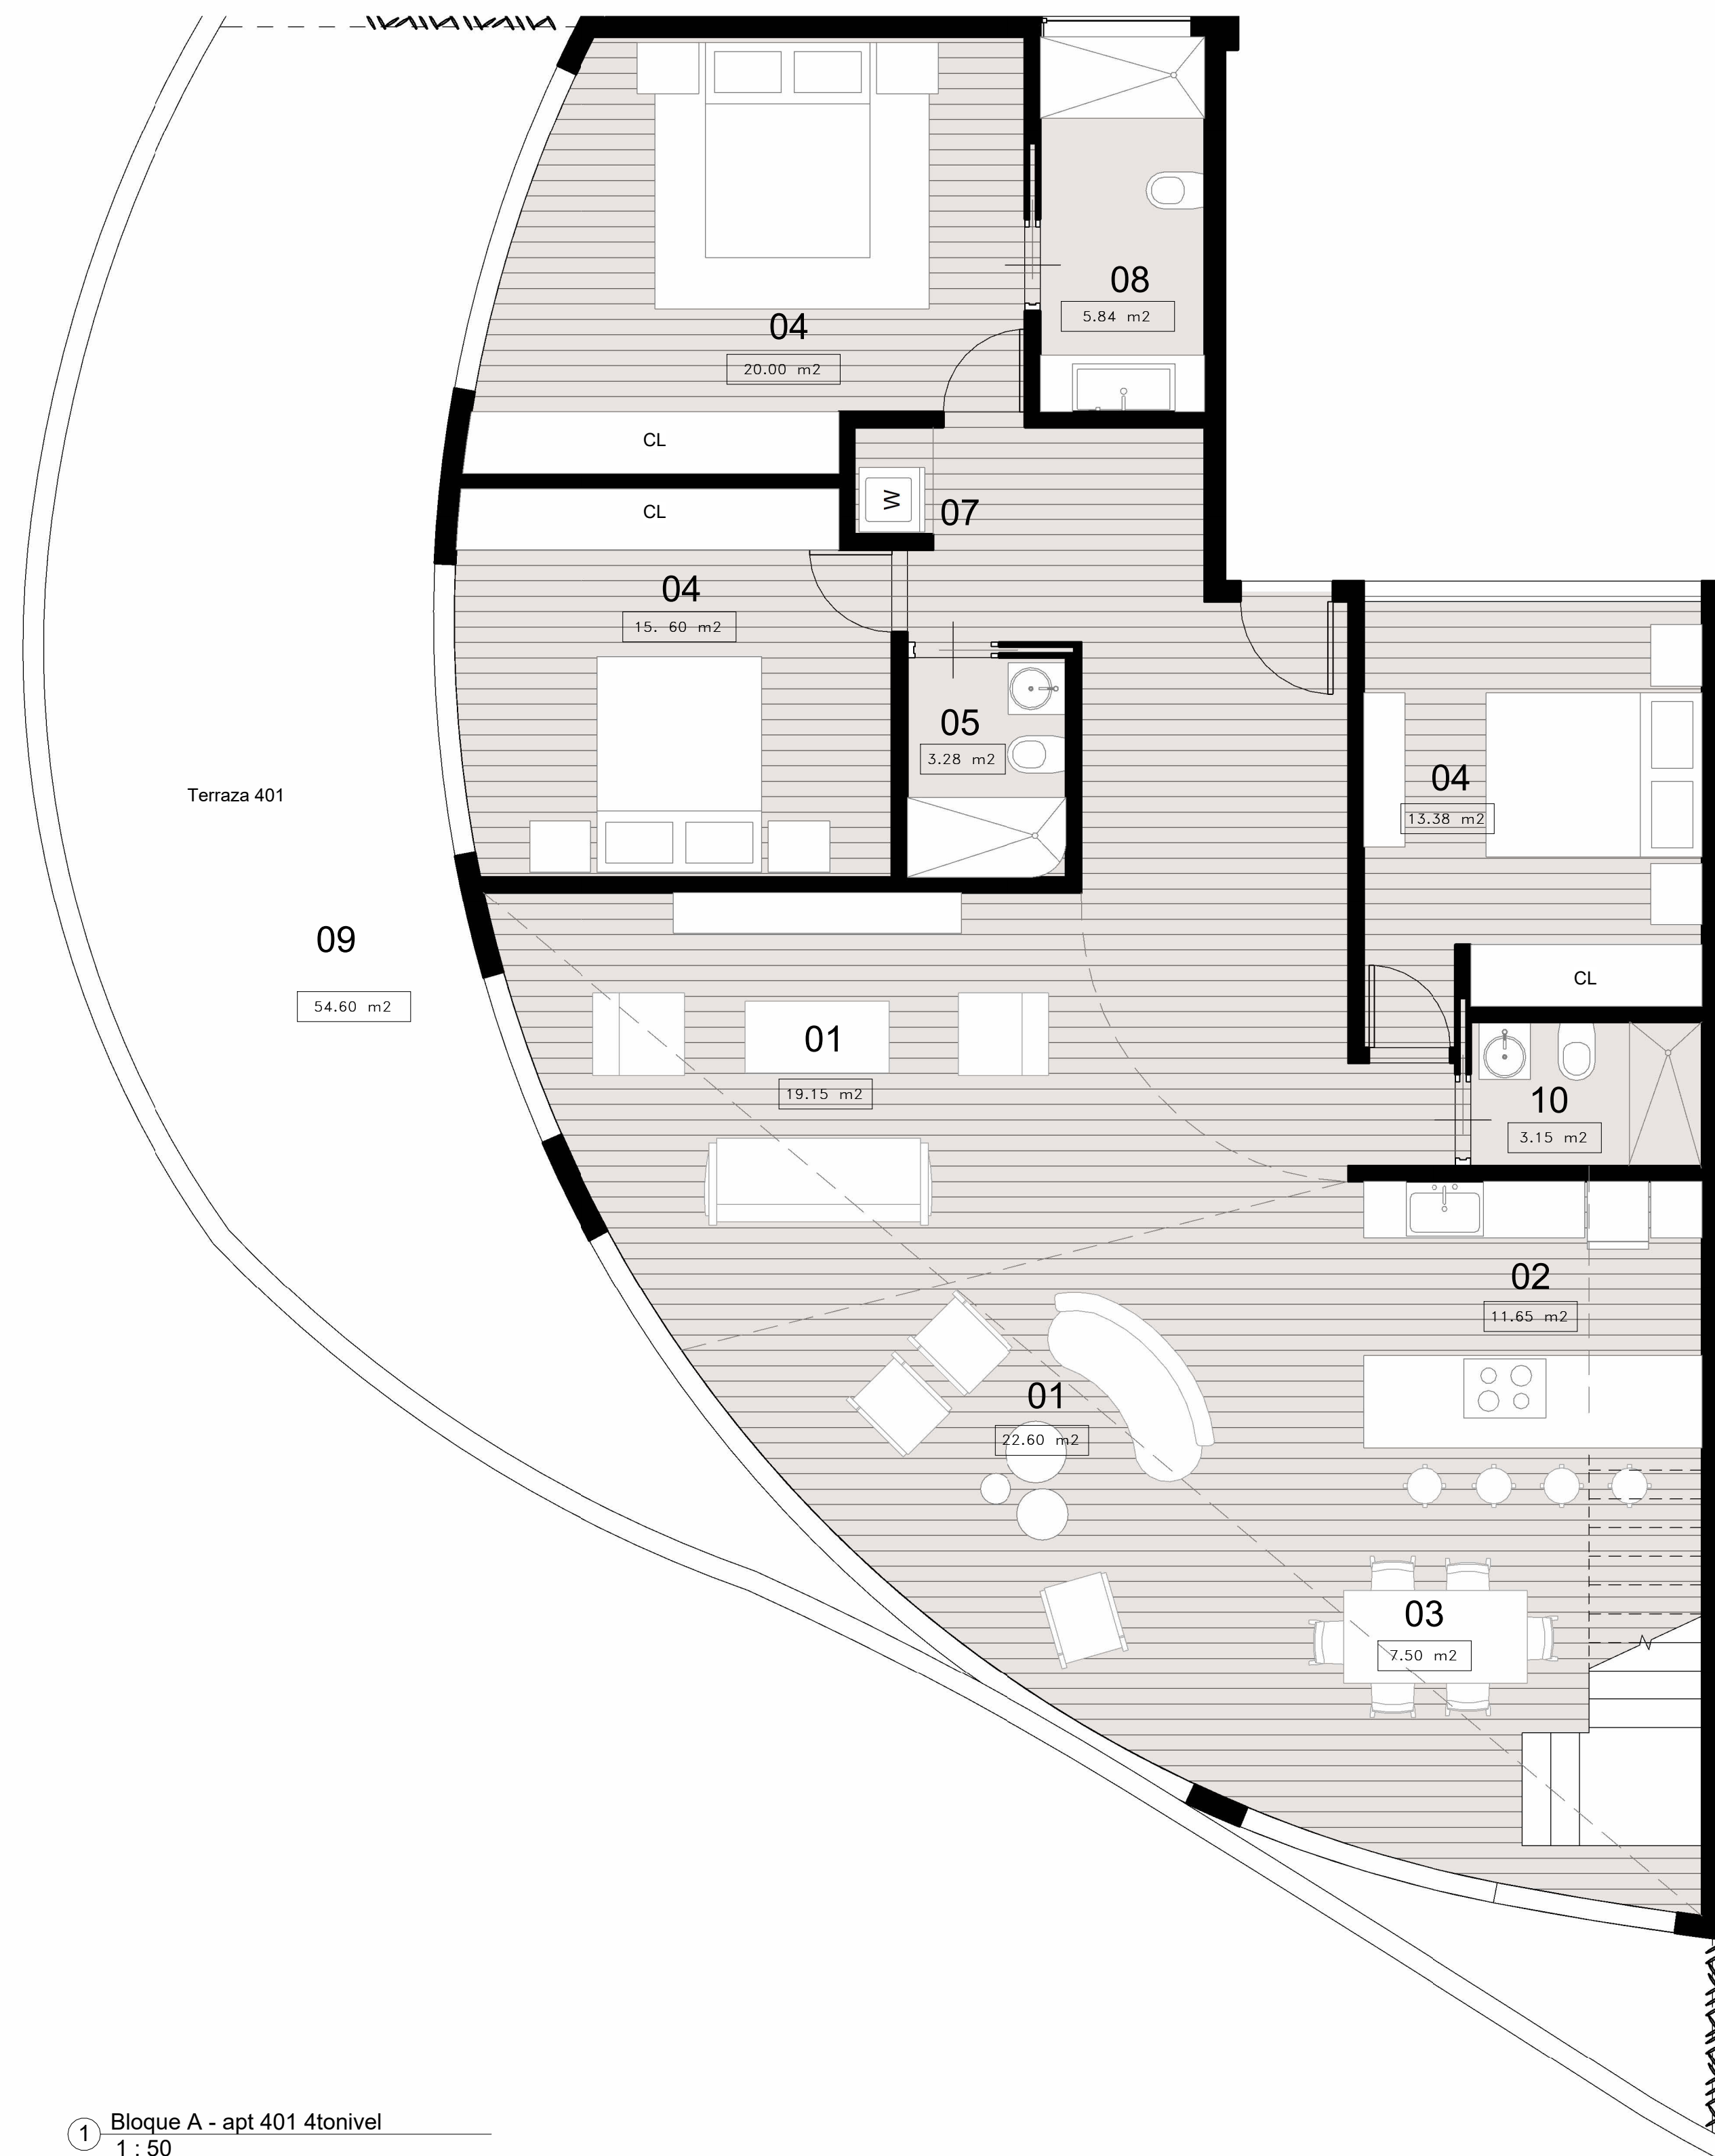 08
5.84 m2
04
20.00 m2
CL
CL
W
07
04
15. 60 m2
05
3.28 m2
04
13.38 m2
Terraza 401
09
54.60 m2
CL
01
19.15 m2
10
3.15 m2
02
11.65 m2
01
22.60 m2
03
7.50 m2
1
Bloque A - apt 401 4tonivel
1 : 50